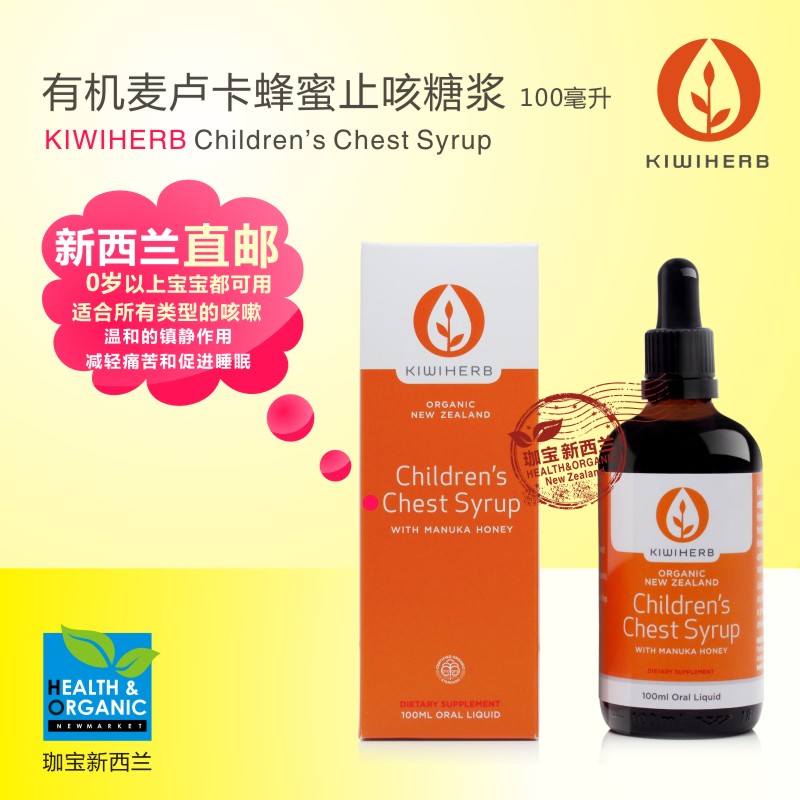 有机麦卢卡蜂蜜止咳糖浆 100毫升
KIWIHERB Children's Chest Syrup
KIWIHERB
新西兰直邮
0岁以上宝宝都可用
适合所有类型的咳嗽
温和的镇静作用
减轻痛苦和促进睡眠
KIWIHERB
ORGANIC
NEW ZEALAND
Children's
Chest Syrup
WITH MANUKA HONEY
DIETARY SUPPLEMENT
100ML ORAL LIQUID
珈宝新西兰
HEALTH&ORGANIC
New Zealand
KIWIHERB
ORGANIC
NEW ZEALAND
Children's
Chest Syrup
WITH MANUKA HONEY
DIETARY SUPPLEMENT
100ml Oral Liquid
HEALTH &
ORGANIC
NEWMARKET
珈宝新西兰